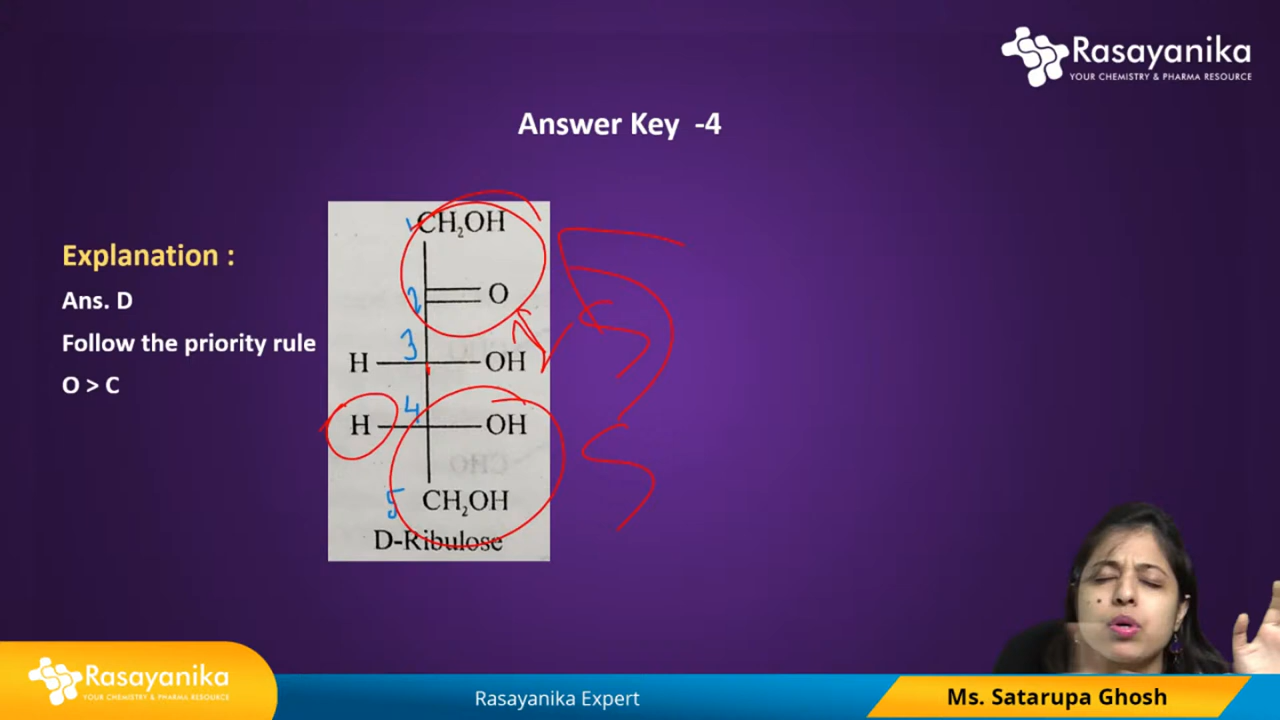 Rasayanika
YOUR CHEMISTRY & PHARMA RESOURCE
Answer Key -4
Explanation :
Ans. D
Follow the priority rule
O > C
1 CH₂OH
2 O
3
H OH
4
H OH
5 CH₂OH
D-Ribulose
Rasayanika
YOUR CHEMISTRY & PHARMA RESOURCE
Rasayanika Expert
Ms. Satarupa Ghosh